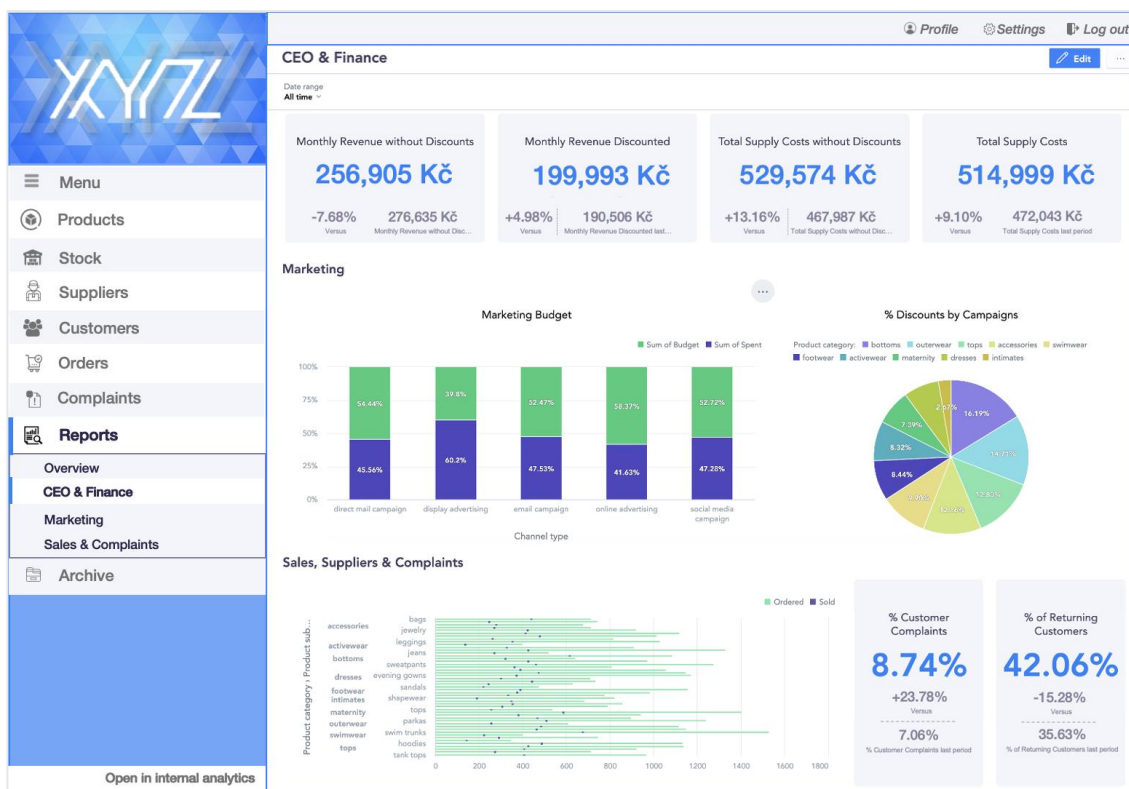 XYZ
Profile
Settings
Log out
CEO & Finance
Edit
...
Date range
All time
Menu
Products
Stock
Suppliers
Customers
Orders
Complaints
Reports
Overview
CEO & Finance
Marketing
Sales & Complaints
Archive
Open in internal analytics
Monthly Revenue without Discounts
256,905 Kč
-7.68% 276,635 Kč
Versus Monthly Revenue without Disc...
Monthly Revenue Discounted
199,993 Kč
+4.98% 190,506 Kč
Versus Monthly Revenue Discounted last...
Total Supply Costs without Discounts
529,574 Kč
+13.16% 467,987 Kč
Versus Total Supply Costs without Disc...
Total Supply Costs
514,999 Kč
+9.10% 472,043 Kč
Versus Total Supply Costs last period
Marketing
...
Marketing Budget
Sum of Budget Sum of Spent
100%
75%
50%
25%
0%
54.44% 39.8% 52.47% 58.37% 52.72%
45.56% 60.2% 47.53% 41.63% 47.28%
direct mail campaign display advertising email campaign online advertising social media
campaign
Channel type
% Discounts by Campaigns
Product category: bottoms outerwear tops accessories swimwear
footwear activewear maternity dresses intimates
16.19%
14.71%
12.83%
8.44%
8.32%
7.39%
2.67%
Sales, Suppliers & Complaints
Ordered Sold
Product category › Product sub...
accessories
activewear
bottoms
dresses
footwear
intimates
maternity
outerwear
swimwear
tops
bags
jewelry
leggings
jeans
sweatpants
evening gowns
sandals
shapewear
tops
parkas
swim trunks
hoodies
tank tops
0 200 400 600 800 1000 1200 1400 1600 1800
% Customer
Complaints
8.74%
+23.78%
Versus
7.06%
% Customer Complaints last period
% of Returning
Customers
42.06%
-15.28%
Versus
35.63%
% of Returning Customers last period